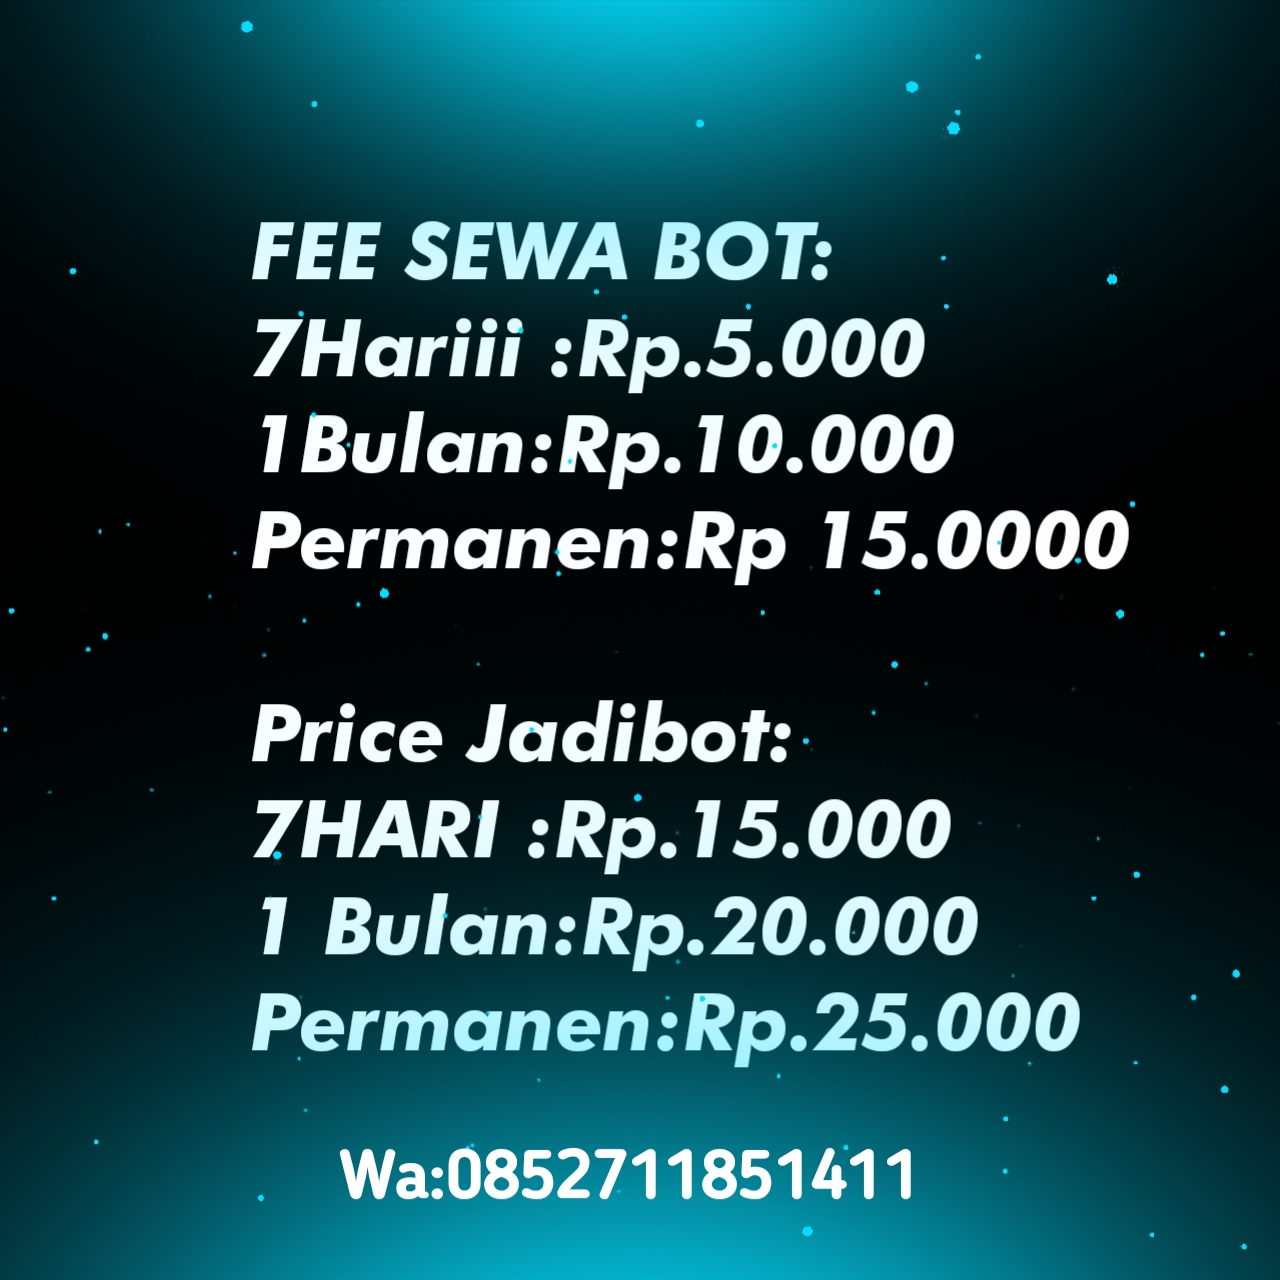 FEE SEWA BOT:
7Hariii :Rp.5.000
1Bulan:Rp.10.000
Permanen:Rp 15.0000
Price Jadibot:
7HARI :Rp.15.000
1 Bulan:Rp.20.000
Permanen:Rp.25.000
Wa:0852711851411